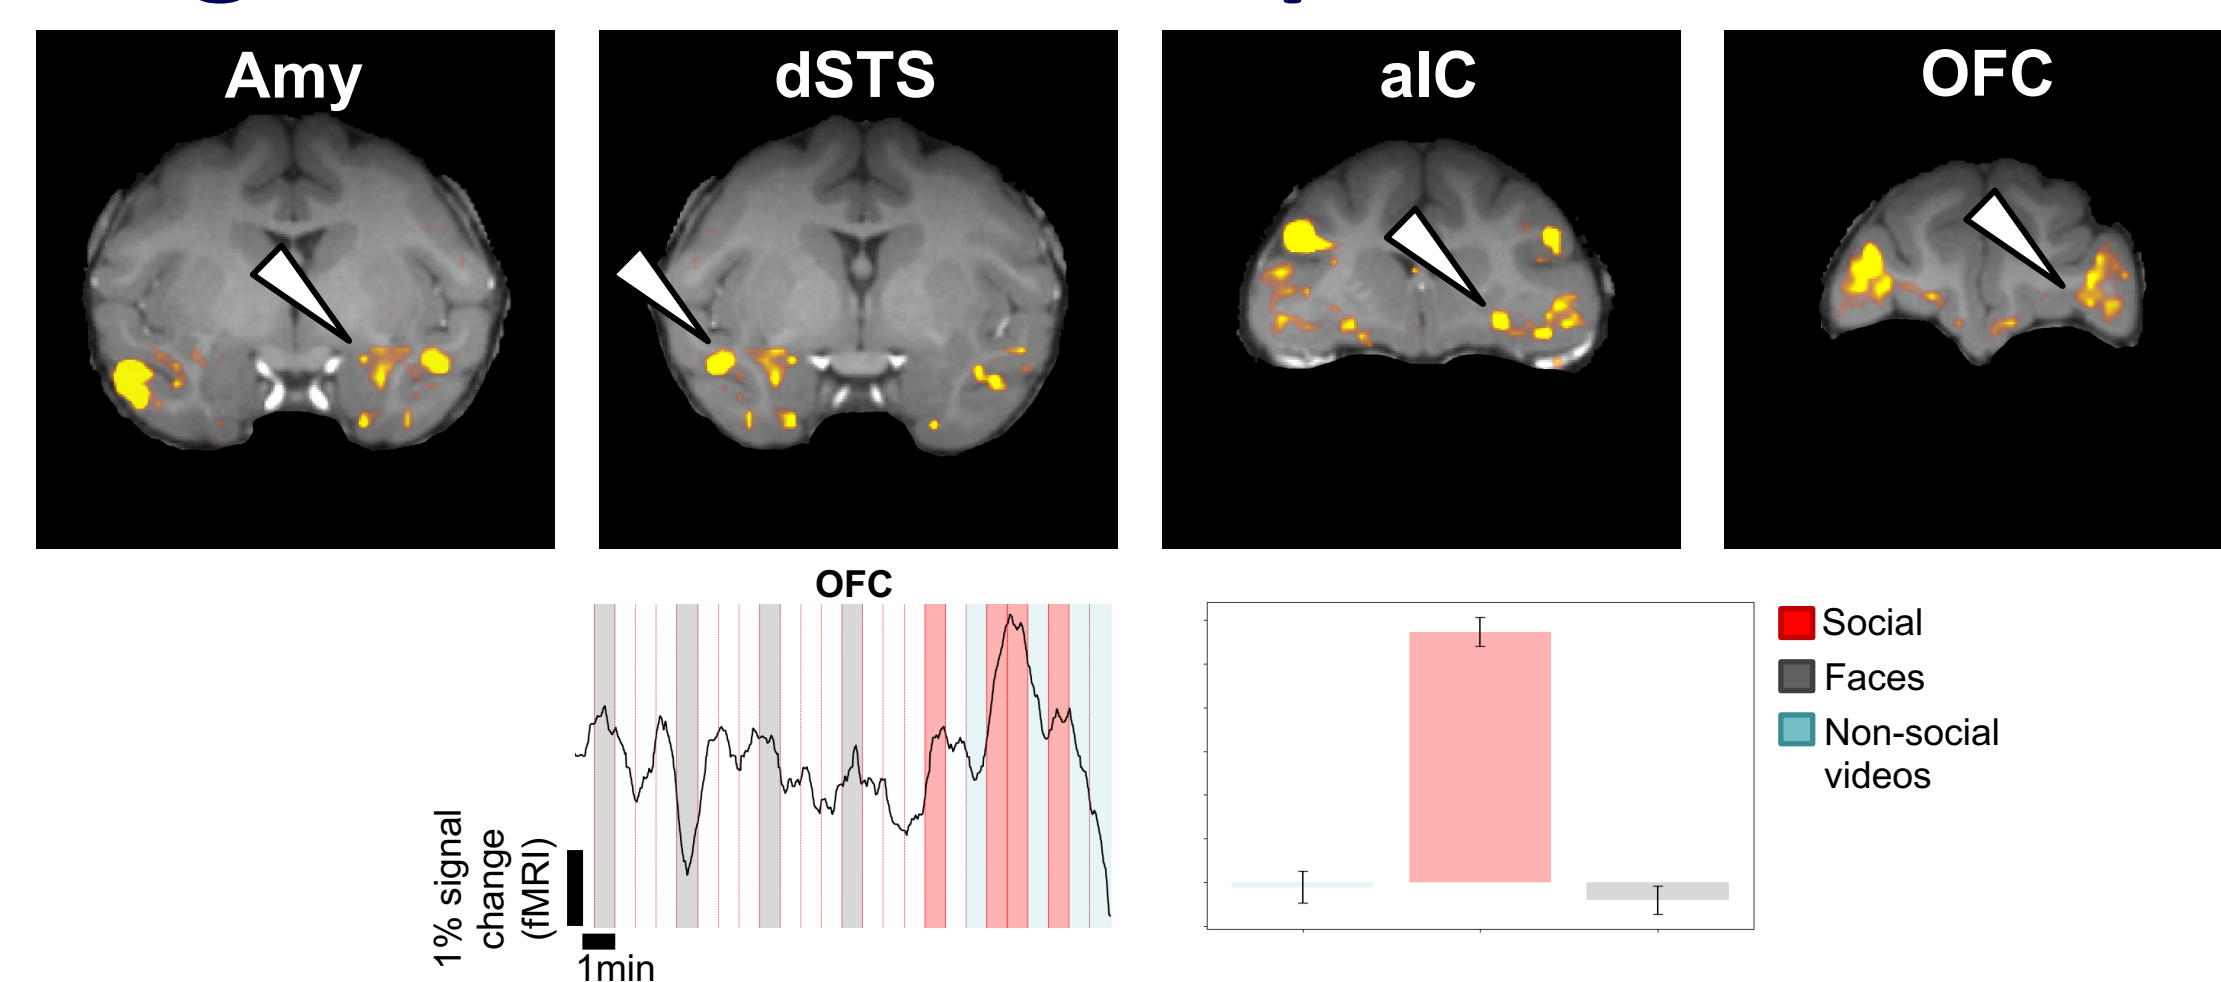 Amy
dSTS
aIC
OFC
OFC
1% signal
change
(fMRI)
1min
Social
Faces
Non-social
videos